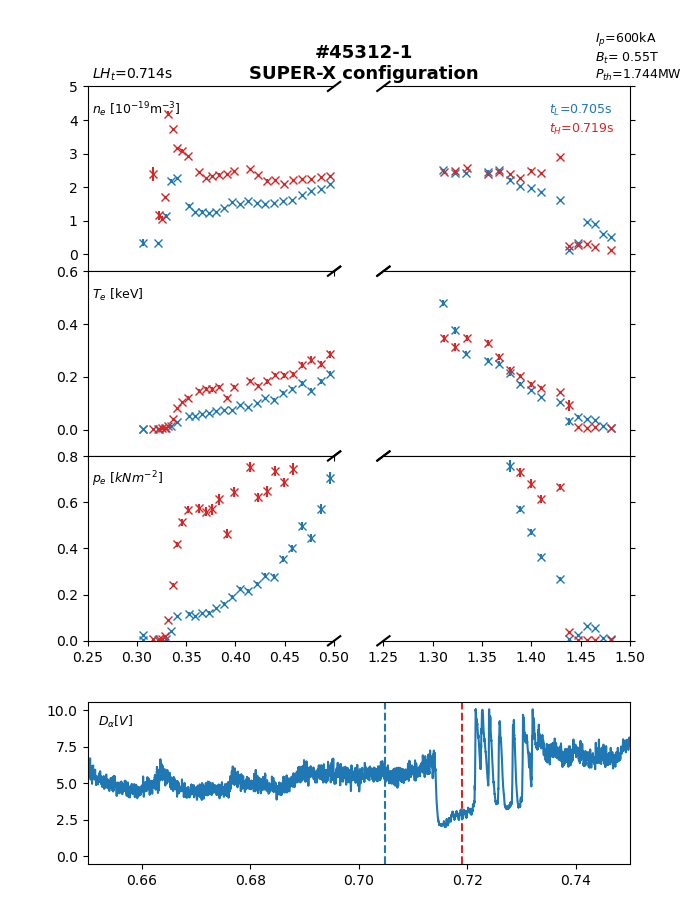 #45312-1
SUPER-X configuration
LH_t=0.714s
I_p=600kA
B_t= 0.55T
P_th=1.744MW
n_e [10^{-19}m^{-3}]
t_L=0.705s
t_H=0.719s
5
4
3
2
1
0
T_e [keV]
0.6
0.4
0.2
0.0
p_e [kNm^{-2}]
0.8
0.6
0.4
0.2
0.0
0.25 0.30 0.35 0.40 0.45 0.50 1.25 1.30 1.35 1.40 1.45 1.50
D_α[V]
10.0
7.5
5.0
2.5
0.0
0.66 0.68 0.70 0.72 0.74